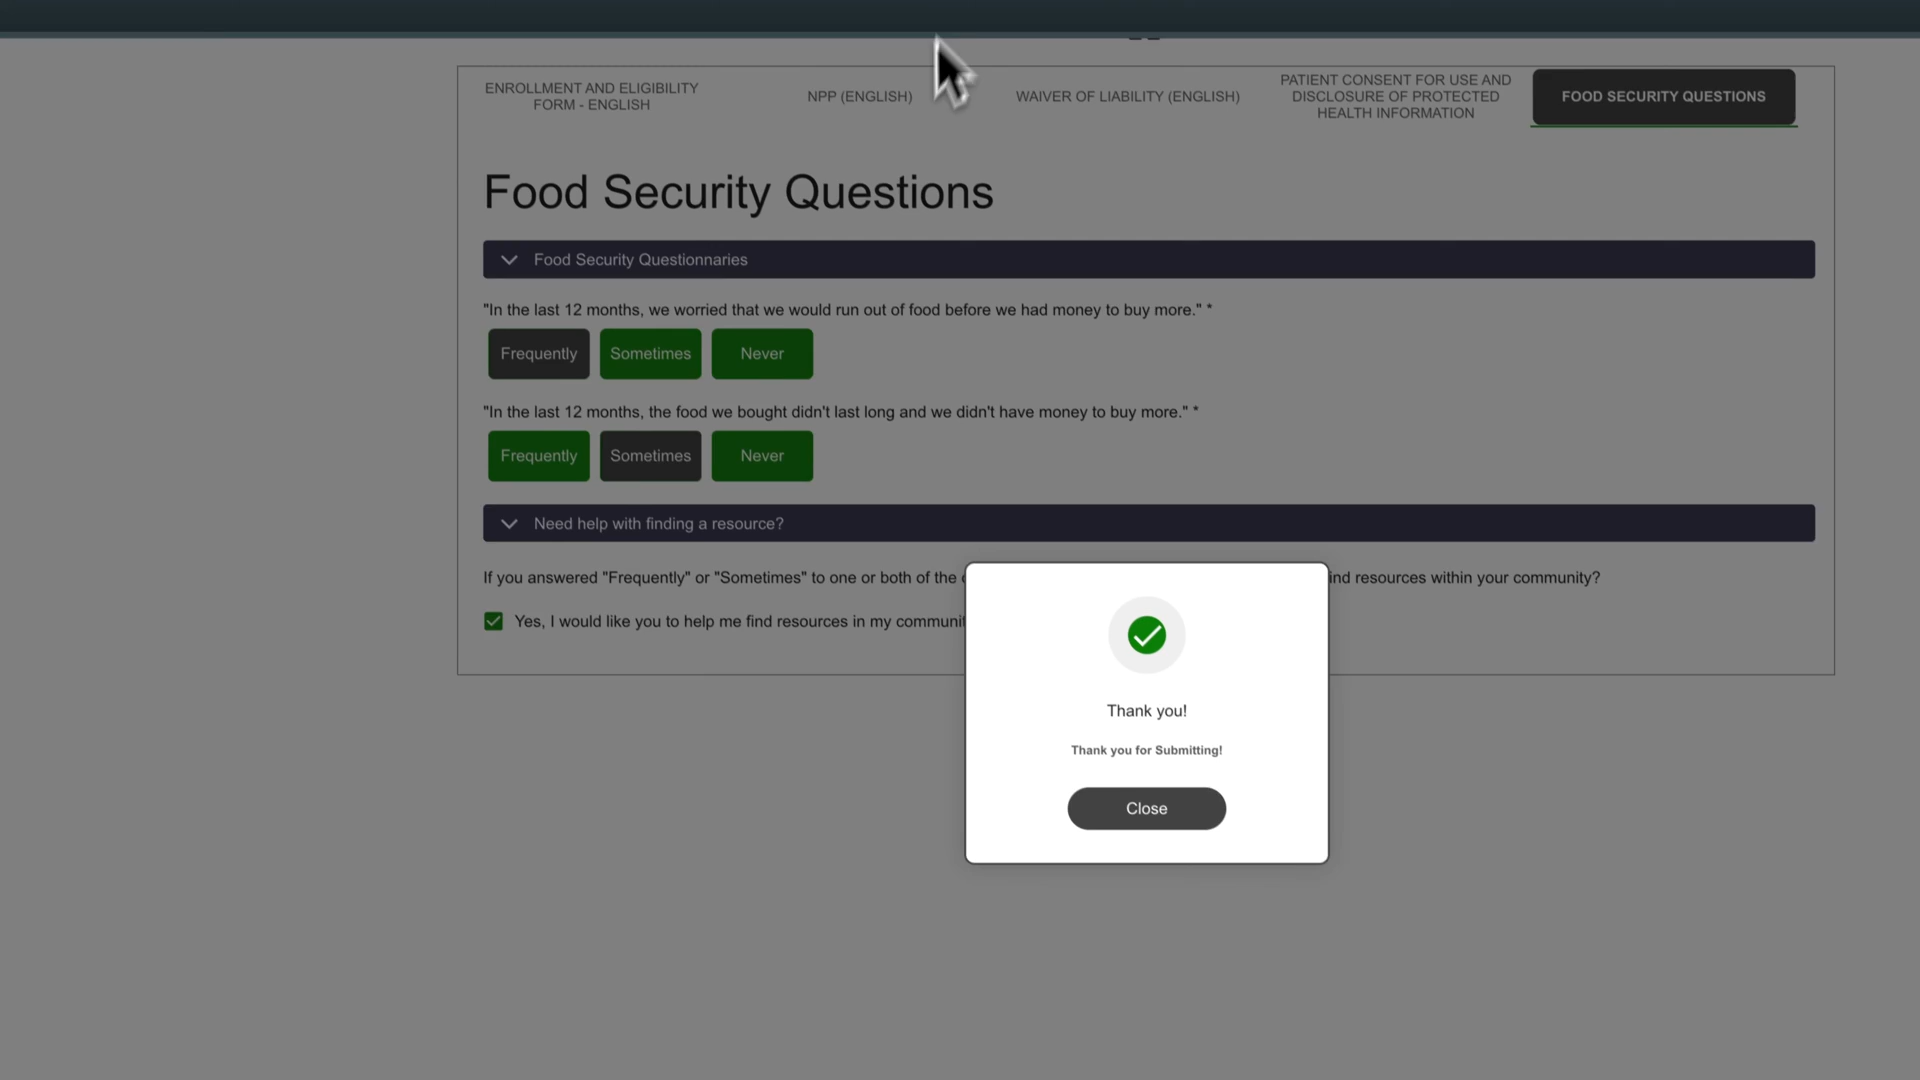 ENROLLMENT AND ELIGIBILITY
FORM - ENGLISH
NPP (ENGLISH)
WAIVER OF LIABILITY (ENGLISH)
PATIENT CONSENT FOR USE AND
DISCLOSURE OF PROTECTED
HEALTH INFORMATION
FOOD SECURITY QUESTIONS
Food Security Questions
Food Security Questionnaries
"In the last 12 months, we worried that we would run out of food before we had money to buy more." *
Frequently Sometimes Never
"In the last 12 months, the food we bought didn't last long and we didn't have money to buy more." *
Frequently Sometimes Never
Need help with finding a resource?
If you answered "Frequently" or "Sometimes" to one or both of the
resources within your community?
Yes, I would like you to help me find resources in my
Thank you!
Thank you for Submitting!
Close